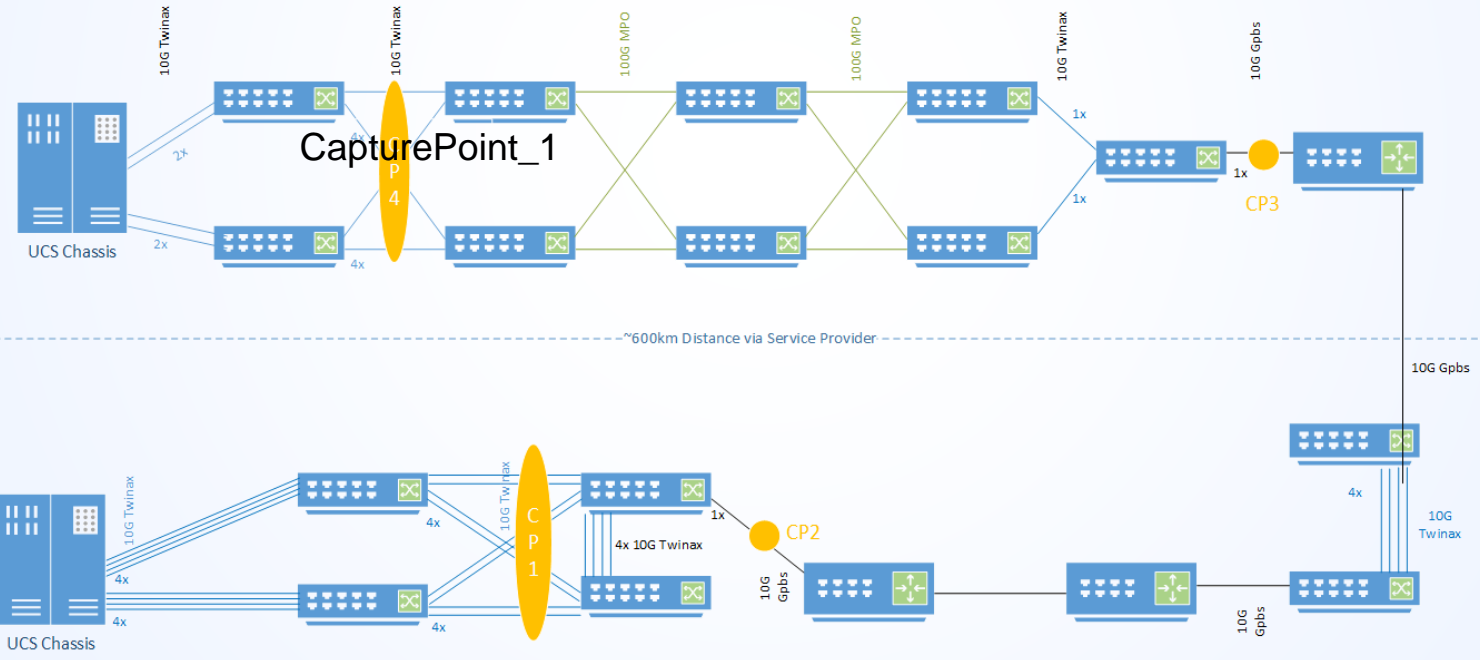 10G Twinax
10G Twinax
100G MPO
100G MPO
10G Twinax
10G Gpbs
1x
4x
CapturePoint_1
2x
CP4
1x
CP3
1x
UCS Chassis
2x
4x
~600km Distance via Service Provider
10G Gpbs
10G Twinax
10G Twinax
4x
10G
Twinax
4x
1x
CP1
CP2
4x 10G Twinax
4x
10G
Gpbs
4x
4x
10G
Gpbs
UCS Chassis